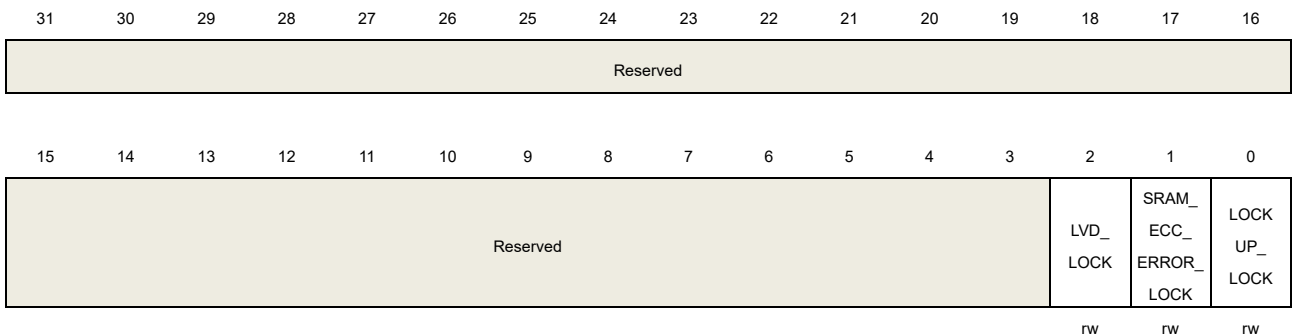 31 30 29 28 27 26 25 24 23 22 21 20 19 18 17 16
Reserved
15 14 13 12 11 10 9 8 7 6 5 4 3 2 1 0
Reserved
LVD_
LOCK
SRAM_
ECC_
ERROR_
LOCK
LOCK
UP_
LOCK
rw rw rw